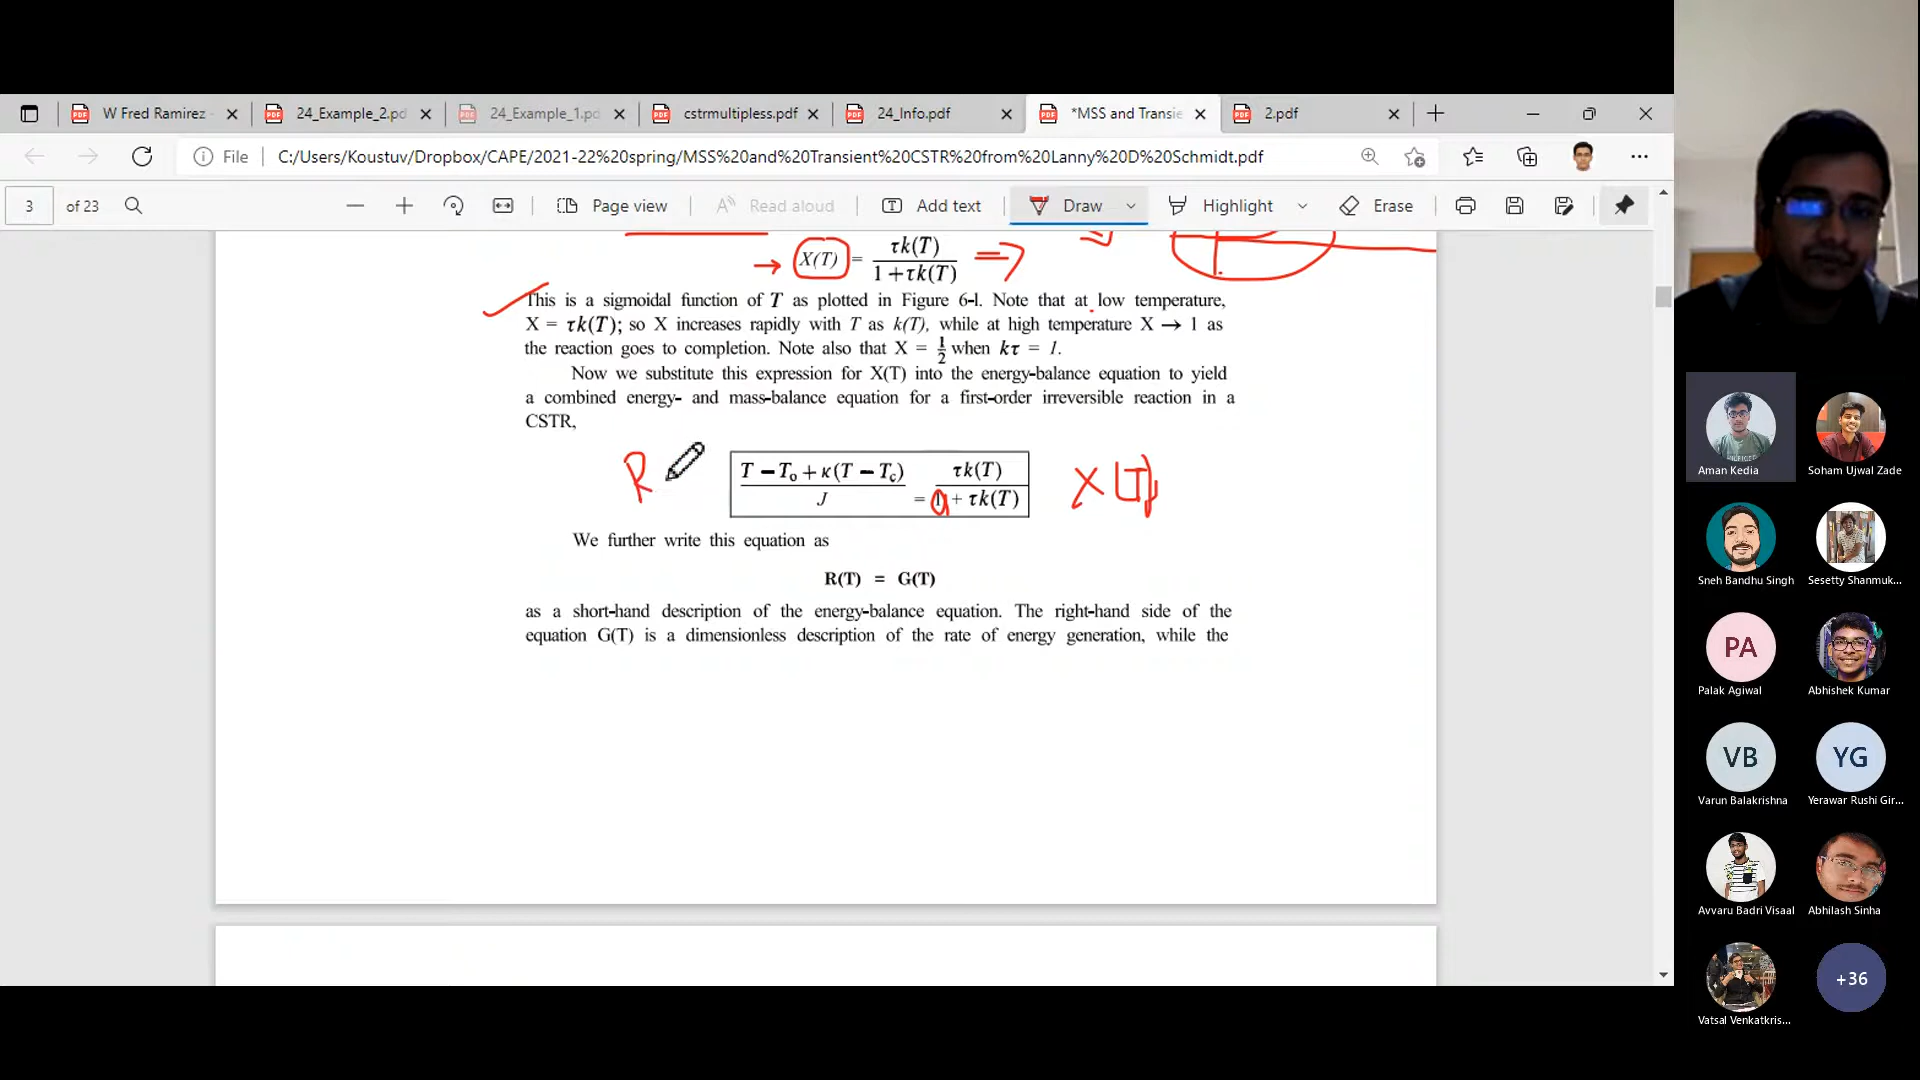 W Fred Ramirez -
24_Example_2.pd
24_Example_1.pd
cstrmultipless.pdf
24_Info.pdf
*MSS and Transie
2.pdf
File
C:/Users/Koustuv/Dropbox/CAPE/2021-22%20spring/MSS%20and%20Transient%20CSTR%20from%20Lanny%20D%20Schmidt.pdf
3 of 23
Page view
Read aloud
Add text
Draw
Highlight
Erase
→ X(T) = τk(T) / 1 + τk(T) ⇒
This is a sigmoidal function of T as plotted in Figure 6-l. Note that at low temperature,
X = τk(T); so X increases rapidly with T as k(T), while at high temperature X → 1 as
the reaction goes to completion. Note also that X = 1/2 when kτ = 1.
Now we substitute this expression for X(T) into the energy-balance equation to yield
a combined energy- and mass-balance equation for a first-order irreversible reaction in a
CSTR,
R
T − To + κ(T − Tc) / J = τk(T) / 1 + τk(T)
X(T)
We further write this equation as
R(T) = G(T)
as a short-hand description of the energy-balance equation. The right-hand side of the
equation G(T) is a dimensionless description of the rate of energy generation, while the
Aman Kedia
Soham Ujwal Zade
Sneh Bandhu Singh
Sesetty Shanmuk...
PA
Palak Agiwal
Abhishek Kumar
VB
Varun Balakrishna
YG
Yerawar Rushi Gir...
Avvaru Badri Visaal
Abhilash Sinha
Vatsal Venkatkris...
+36